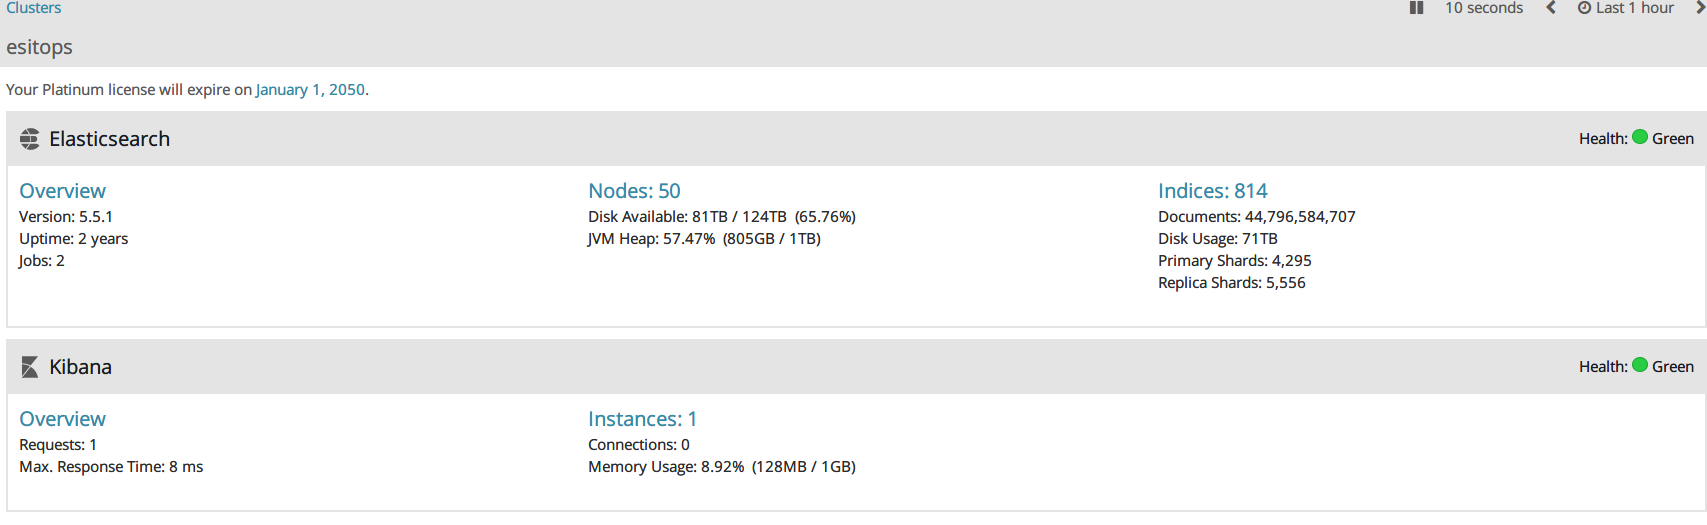 Clusters
10 seconds Last 1 hour
esitops
Your Platinum license will expire on January 1, 2050.
Elasticsearch
Health: Green
Overview
Version: 5.5.1
Uptime: 2 years
Jobs: 2
Nodes: 50
Disk Available: 81TB / 124TB (65.76%)
JVM Heap: 57.47% (805GB / 1TB)
Indices: 814
Documents: 44,796,584,707
Disk Usage: 71TB
Primary Shards: 4,295
Replica Shards: 5,556
Kibana
Health: Green
Overview
Requests: 1
Max. Response Time: 8 ms
Instances: 1
Connections: 0
Memory Usage: 8.92% (128MB / 1GB)